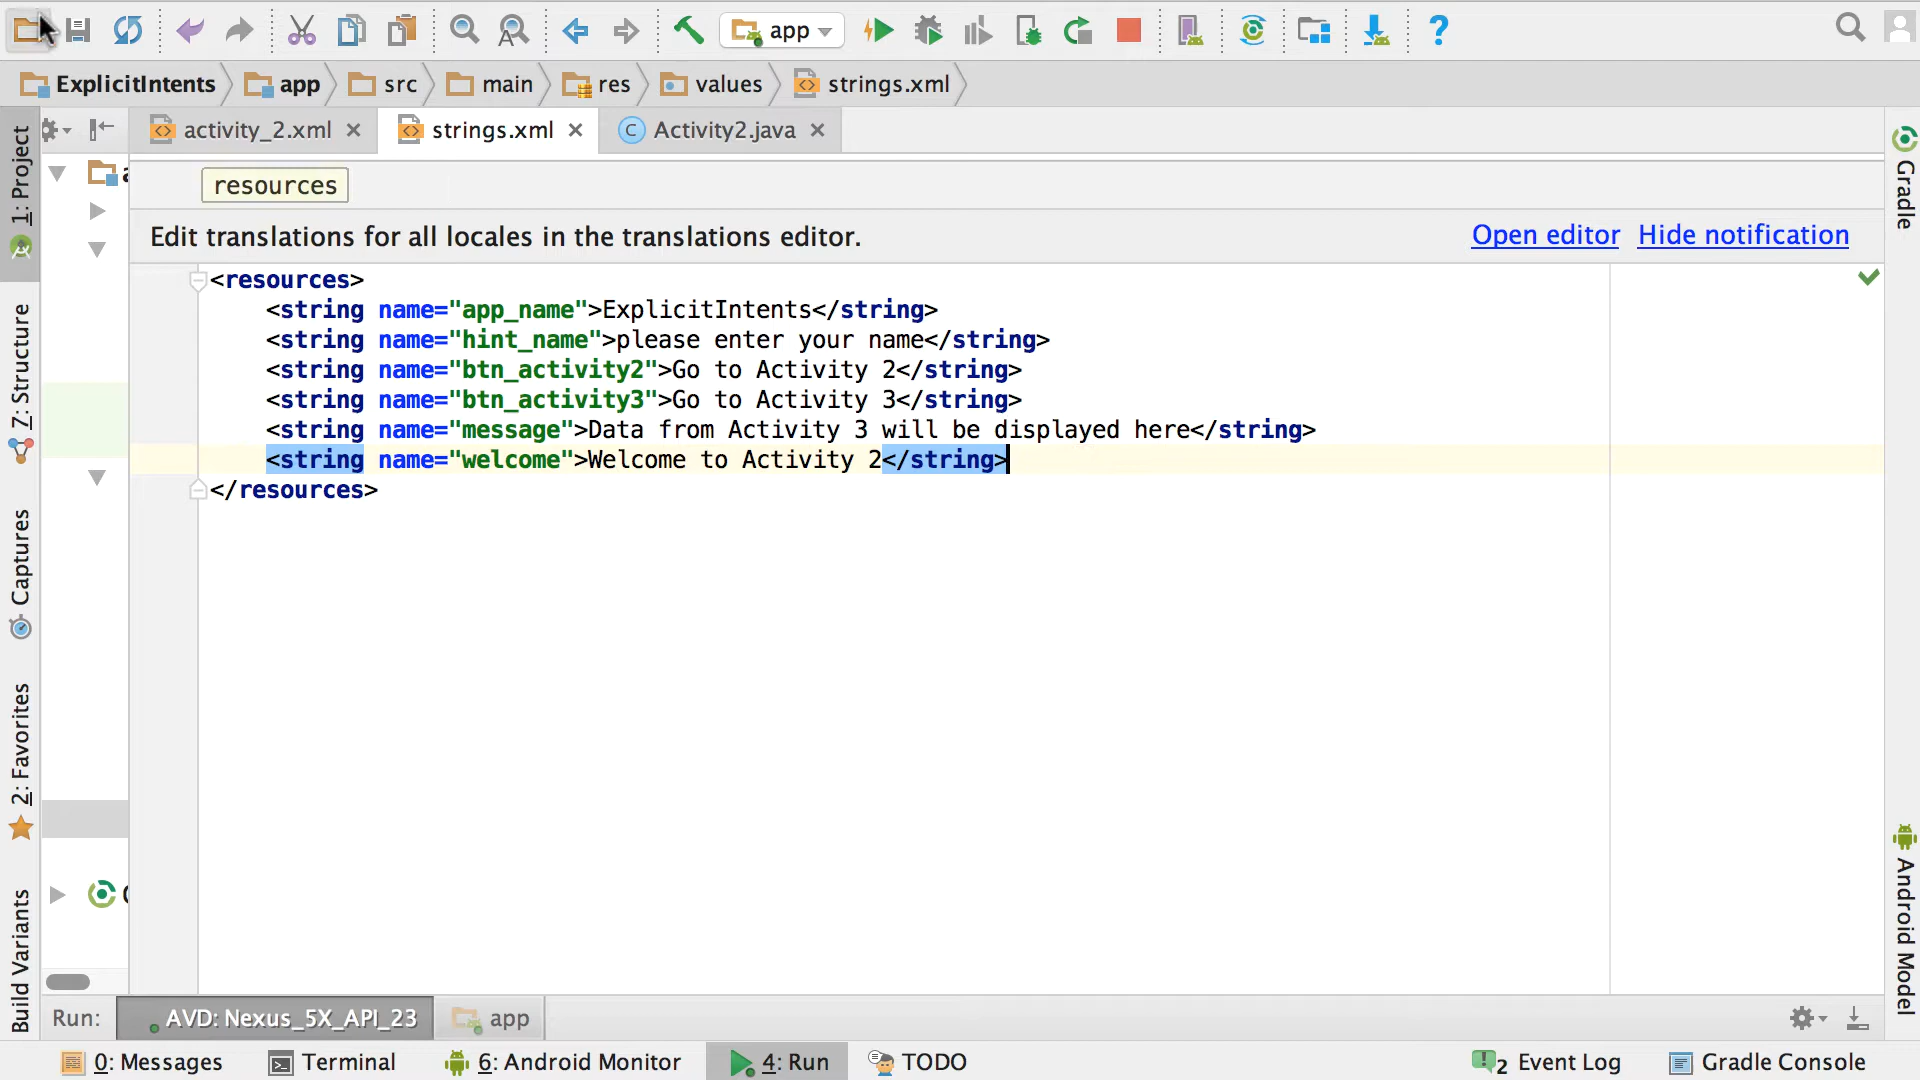 app
ExplicitIntents app src main res values strings.xml
activity_2.xml strings.xml Activity2.java
resources
Edit translations for all locales in the translations editor. Open editor Hide notification
<resources>
<string name="app_name">ExplicitIntents</string>
<string name="hint_name">please enter your name</string>
<string name="btn_activity2">Go to Activity 2</string>
<string name="btn_activity3">Go to Activity 3</string>
<string name="message">Data from Activity 3 will be displayed here</string>
<string name="welcome">Welcome to Activity 2</string>
</resources>
1: Project
7: Structure
Captures
2: Favorites
Build Variants
Gradle
Android Model
Run: AVD: Nexus_5X_API_23 app
0: Messages Terminal 6: Android Monitor 4: Run TODO 2 Event Log Gradle Console